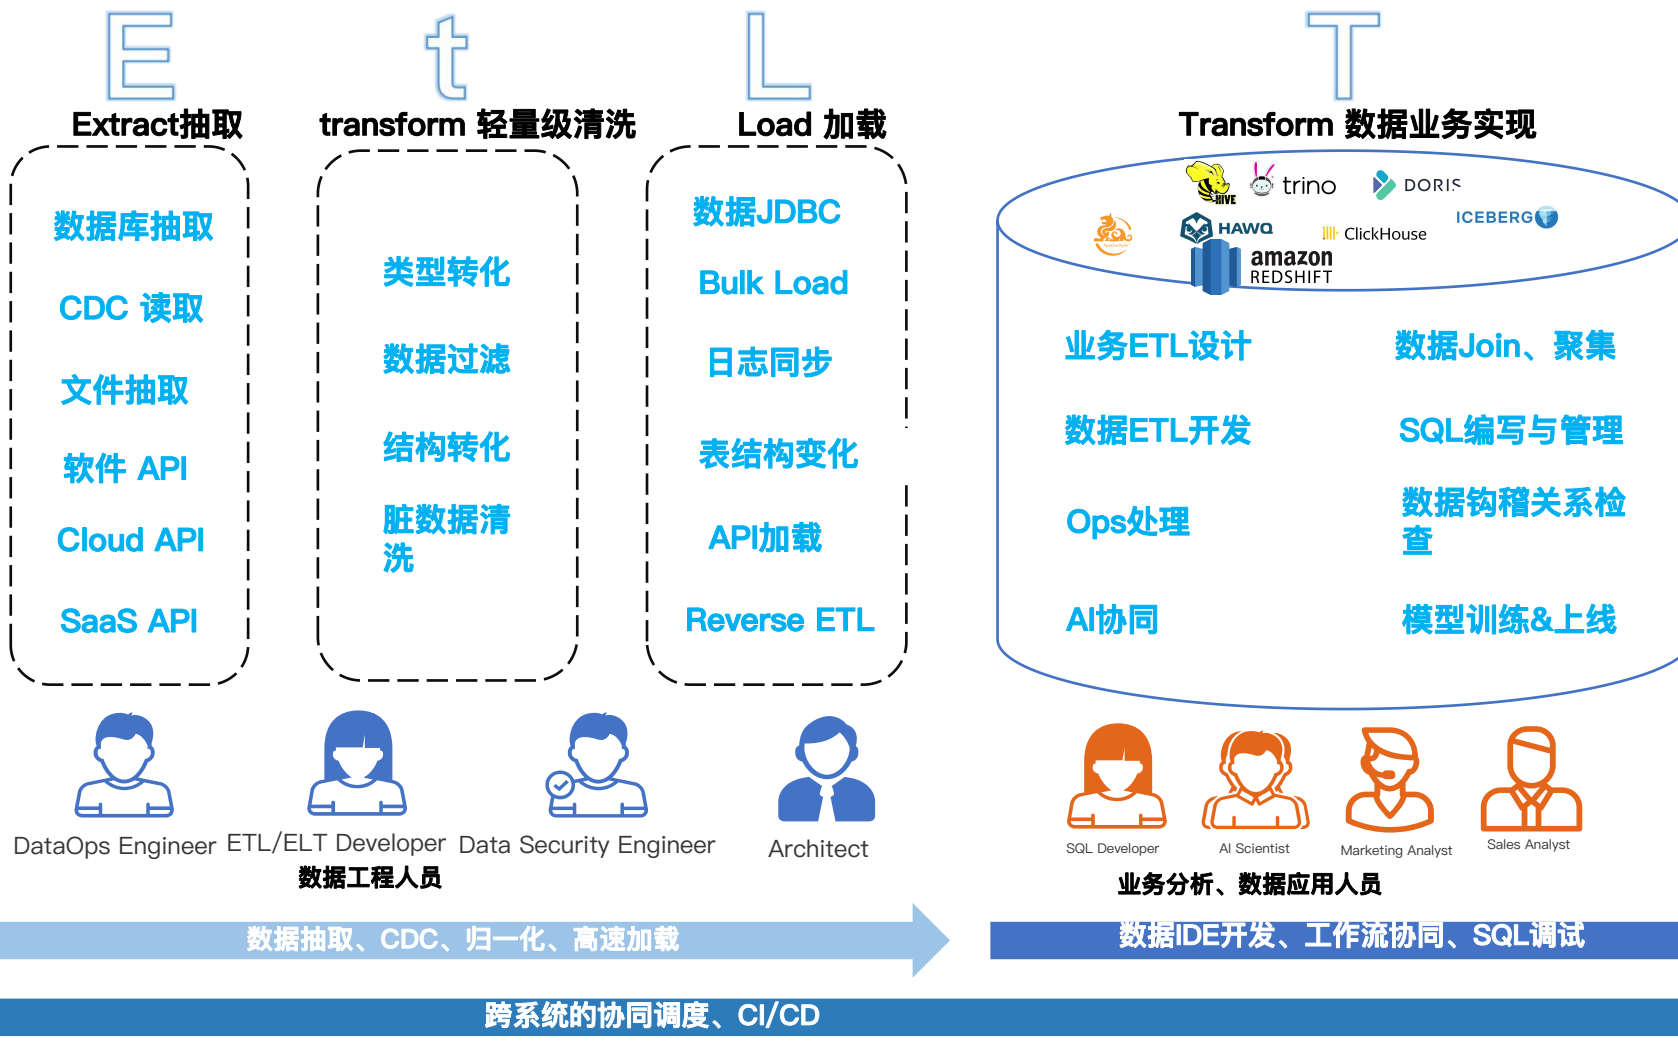 E
t
L
T
Extract抽取
transform 轻量级清洗
Load 加载
Transform 数据业务实现
数据库抽取
CDC 读取
文件抽取
软件 API
Cloud API
SaaS API
类型转化
数据过滤
结构转化
脏数据清
洗
数据JDBC
Bulk Load
日志同步
表结构变化
API加载
Reverse ETL
HIVE
trino
DORIS
HAWQ
ClickHouse
ICEBERG
amazon
REDSHIFT
业务ETL设计
数据Join、聚集
数据ETL开发
SQL编写与管理
Ops处理
数据钩稽关系检
查
AI协同
模型训练&上线
DataOps Engineer
ETL/ELT Developer
Data Security Engineer
Architect
数据工程人员
SQL Developer
AI Scientist
Marketing Analyst
Sales Analyst
业务分析、数据应用人员
数据抽取、CDC、归一化、高速加载
数据IDE开发、工作流协同、SQL调试
跨系统的协同调度、CI/CD